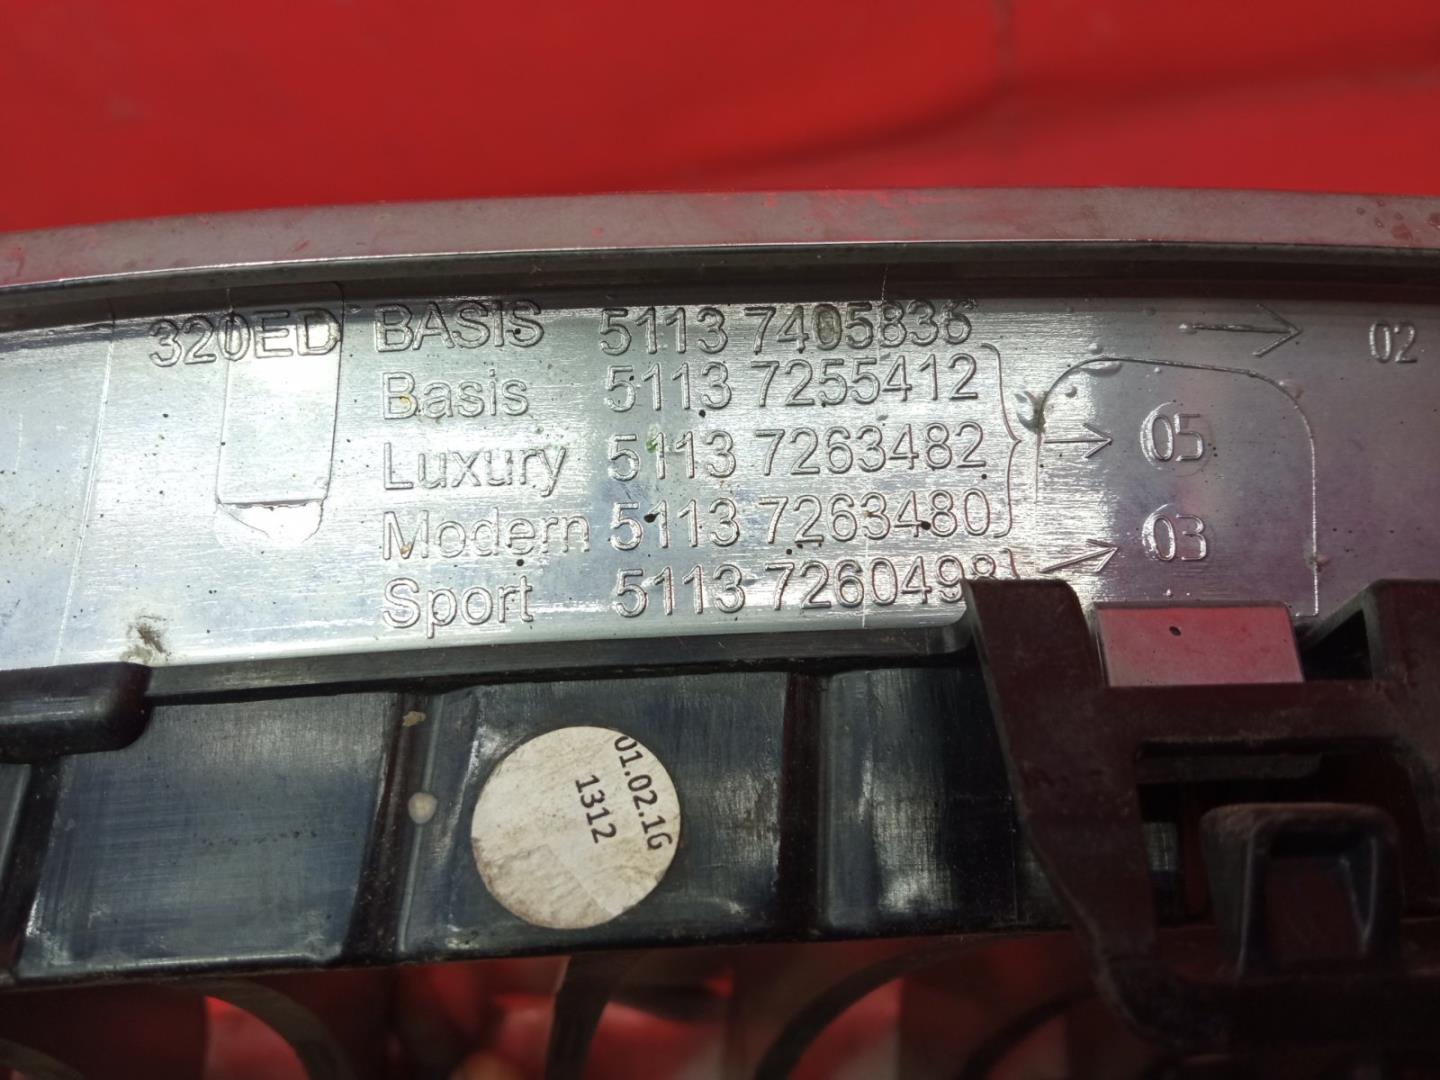 320ED BASIS 5113 7405836 02
Basis 5113 7255412
Luxury 5113 7263482 05
Modern 5113 7263480
Sport 5113 7260498 03
01.02.16
1312